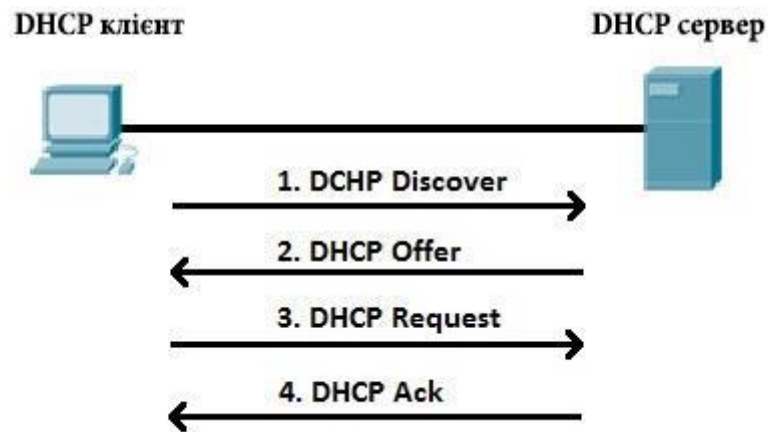 DHCP клієнт
DHCP сервер
1. DCHP Discover
2. DHCP Offer
3. DHCP Request
4. DHCP Ack